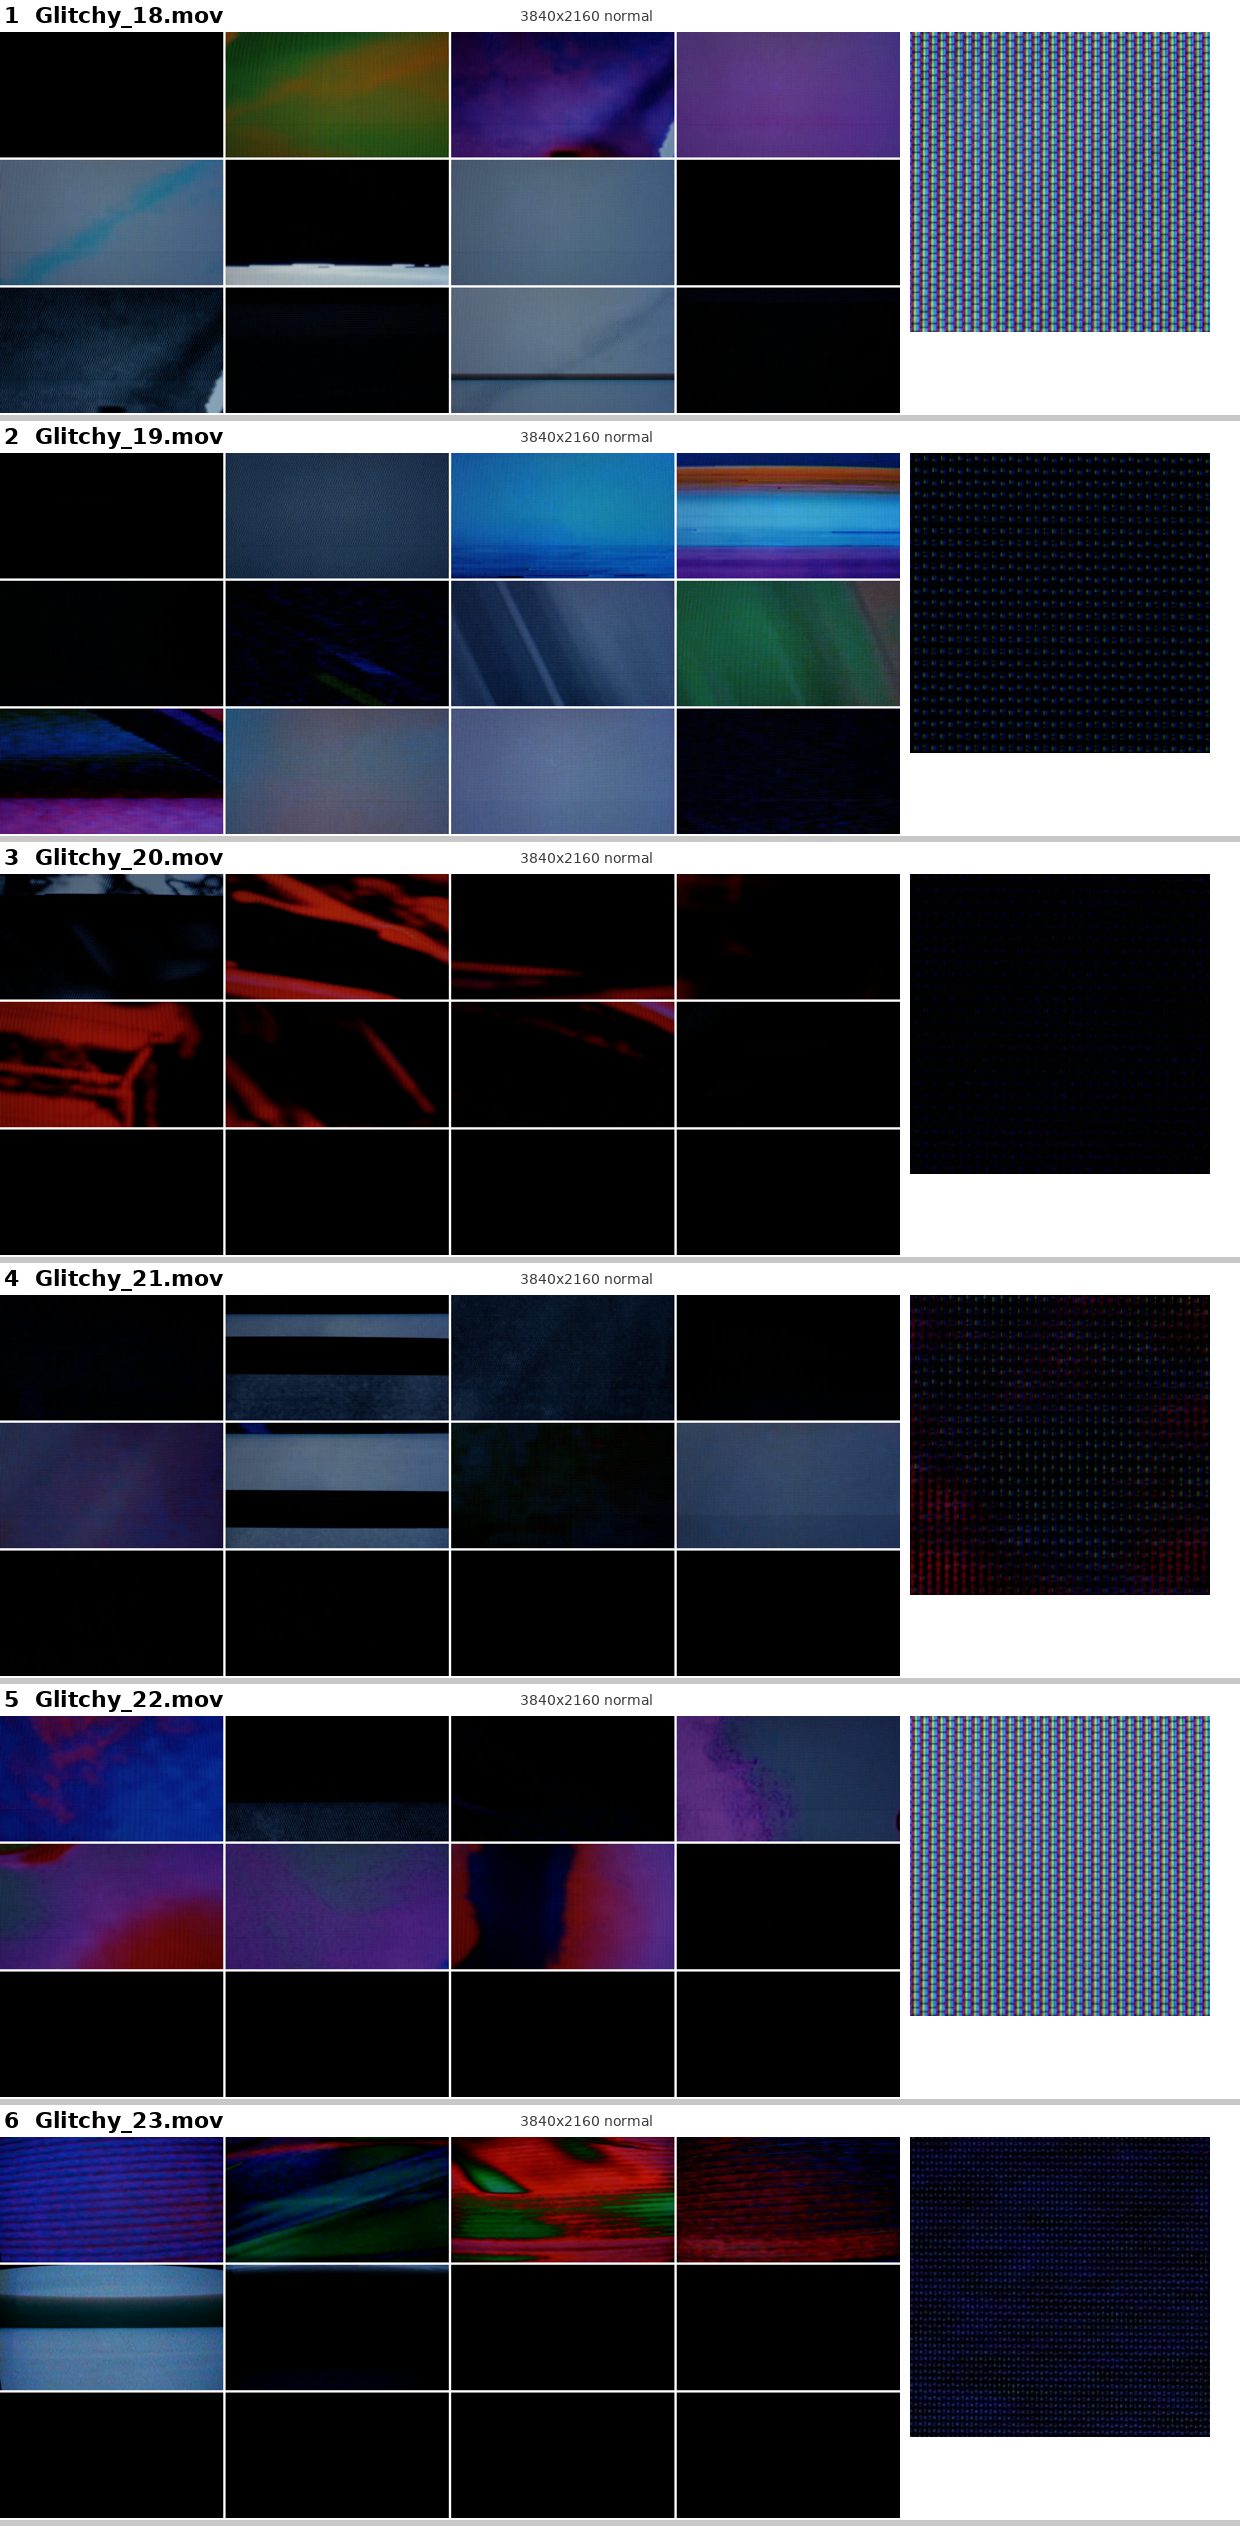 1 Glitchy_18.mov 3840x2160 normal
2 Glitchy_19.mov 3840x2160 normal
3 Glitchy_20.mov 3840x2160 normal
4 Glitchy_21.mov 3840x2160 normal
5 Glitchy_22.mov 3840x2160 normal
6 Glitchy_23.mov 3840x2160 normal